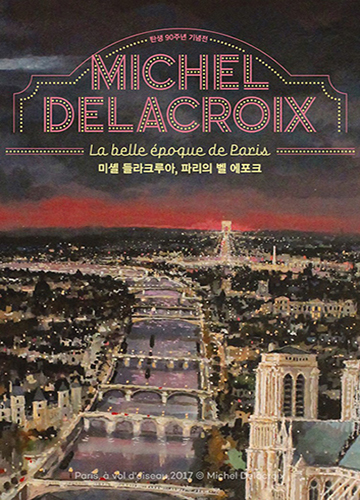 탄생 90주년 기념전
MICHEL
DELACROIX
La belle époque de Paris
미셸 들라크루아, 파리의 벨 에포크
Paris, à vol d'oiseau 2017 © Michel Delacroix